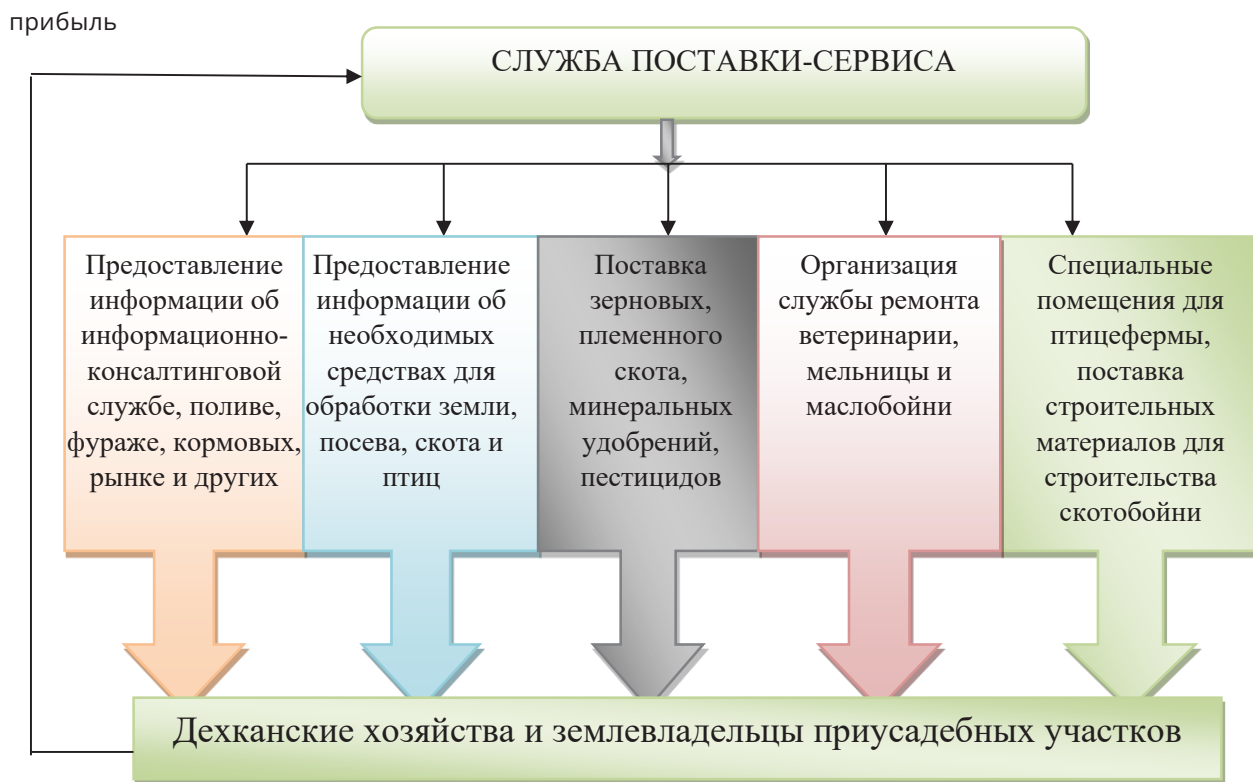 прибыль
СЛУЖБА ПОСТАВКИ-СЕРВИСА
Предоставление
информации об
информационно-
консалтинговой
службе, поливе,
фураже, кормовых,
рынке и других
Предоставление
информации об
необходимых
средствах для
обработки земли,
посева, скота и
птиц
Поставка
зерновых,
племенного
скота,
минеральных
удобрений,
пестицидов
Организация
службы ремонта
ветеринарии,
мельницы и
маслобойни
Специальные
помещения для
птицефермы,
поставка
строительных
материалов для
строительства
скотобойни
Дехканские хозяйства и землевладельцы приусадебных участков